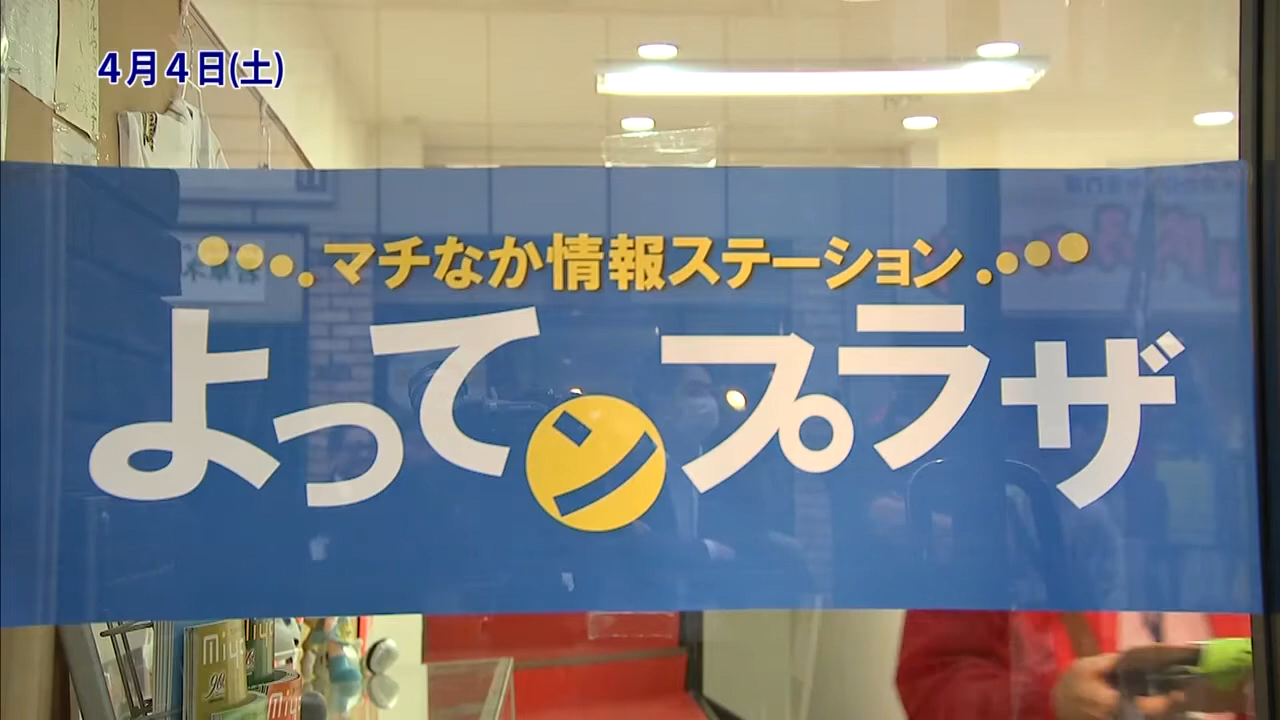 4月4日(土)
マチなか情報ステーション
よってンプラザ
miya